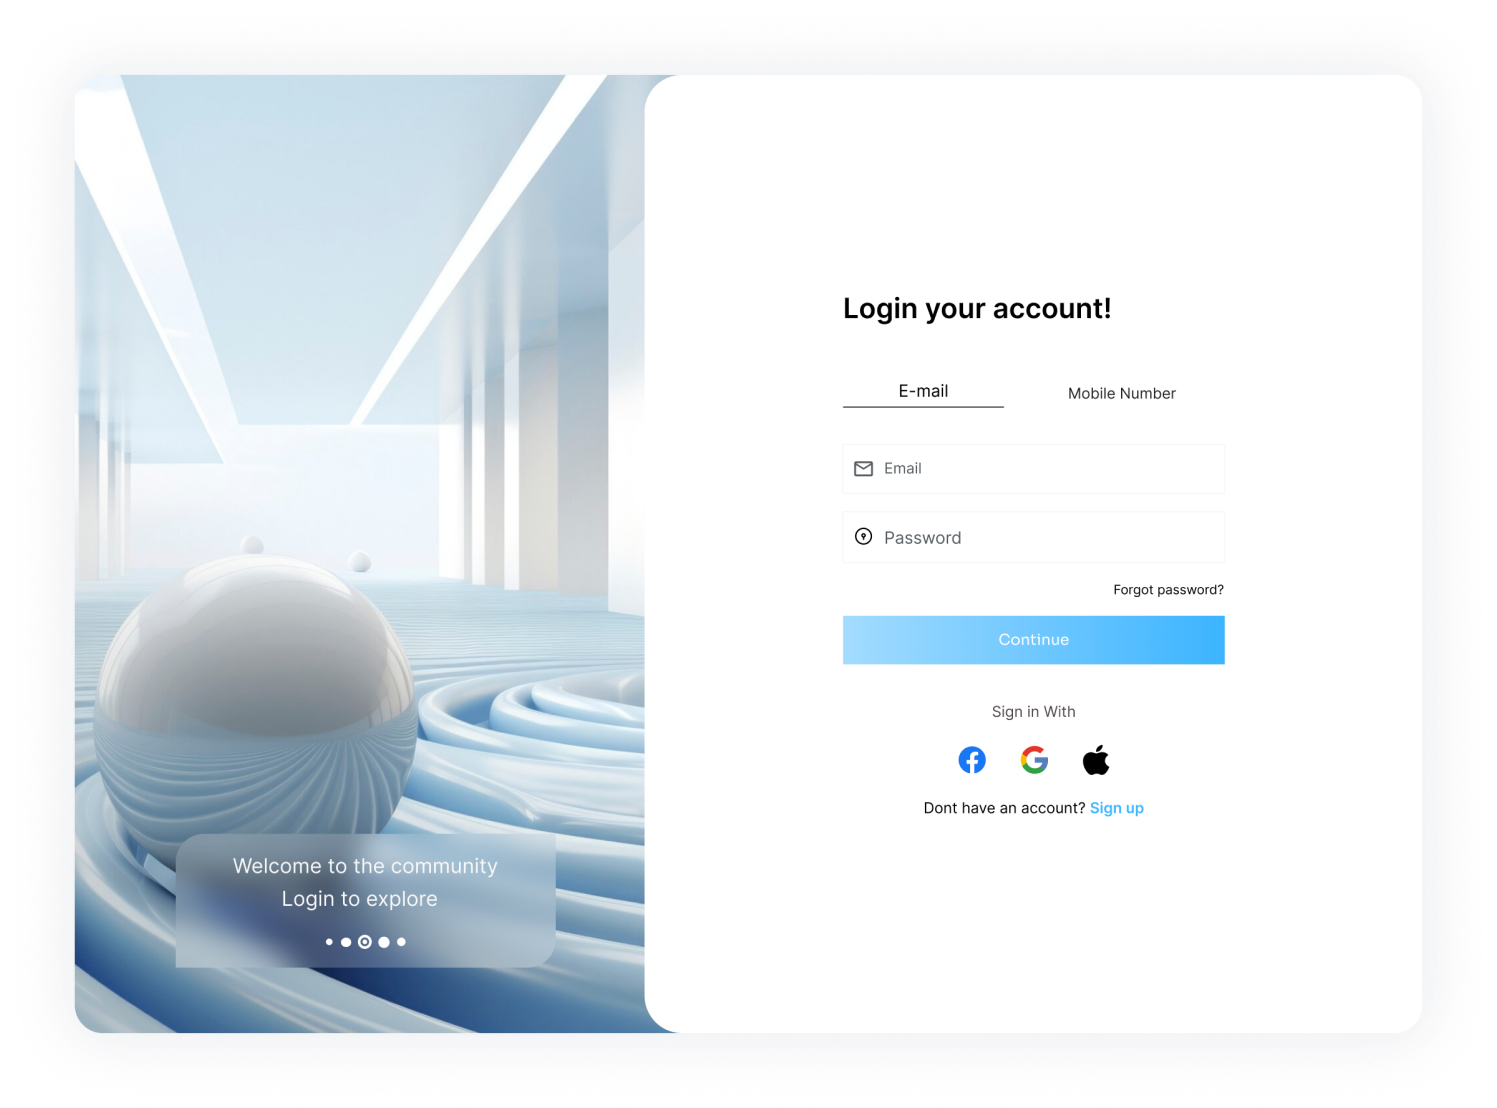 Welcome to the community
Login to explore
Login your account!
E-mail
Mobile Number
Email
Password
Forgot password?
Continue
Sign in With
Dont have an account? Sign up